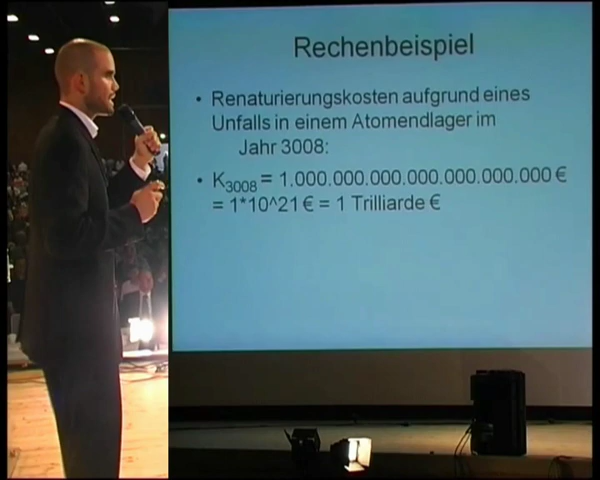 Rechenbeispiel
• Renaturierungskosten aufgrund eines
Unfalls in einem Atomendlager im
Jahr 3008:
• K3008 = 1.000.000.000.000.000.000.000 €
= 1*10^21 € = 1 Trilliarde €